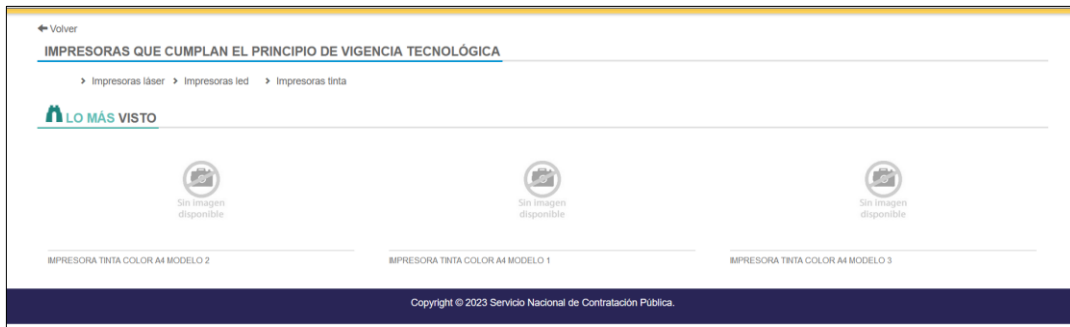 Volver
IMPRESORAS QUE CUMPLAN EL PRINCIPIO DE VIGENCIA TECNOLÓGICA
> Impresoras láser > Impresoras led > Impresoras tinta
LO MÁS VISTO
Sin imagen disponible
Sin imagen disponible
Sin imagen disponible
IMPRESORA TINTA COLOR A4 MODELO 2
IMPRESORA TINTA COLOR A4 MODELO 1
IMPRESORA TINTA COLOR A4 MODELO 3
Copyright © 2023 Servicio Nacional de Contratación Pública.